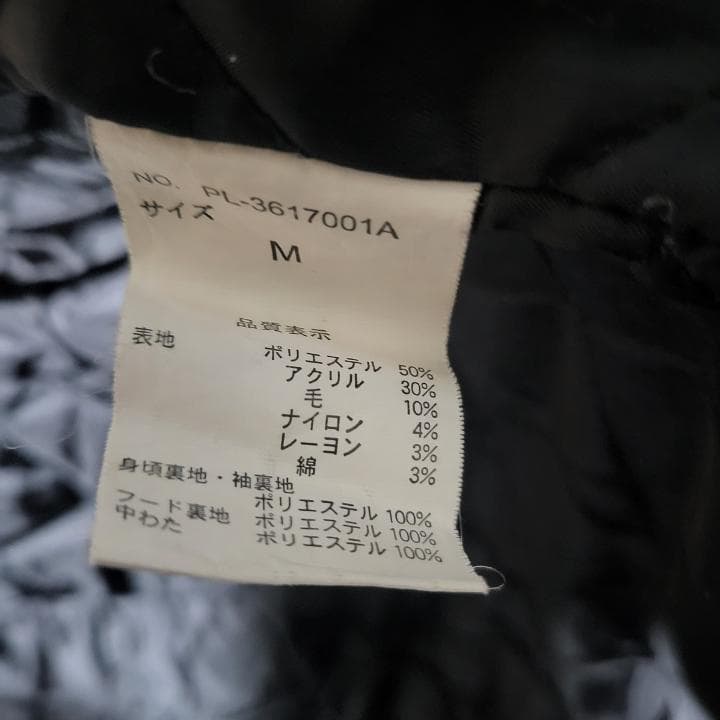 NO. PL-3617001A
サイズ
M
品質表示
表地
ポリエステル 50%
アクリル 30%
毛 10%
ナイロン 4%
レーヨン 3%
綿 3%
身頃裏地・袖裏地
ポリエステル 100%
フード裏地 ポリエステル 100%
中わた ポリエステル 100%